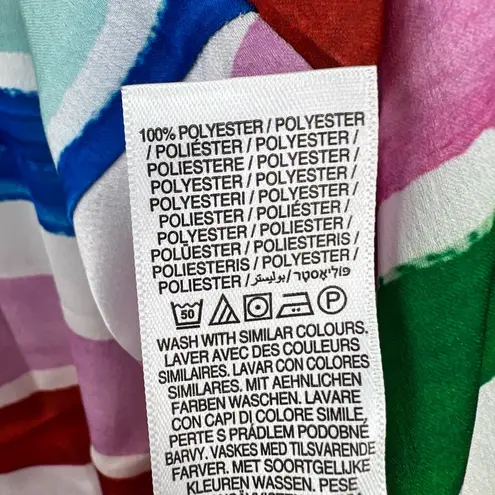 100% POLYESTER / POLYESTER
/ POLIÉSTER / POLYESTER
POLIESTERE / POLYESTER
POLYESTER / POLYESTER /
POLYESTERI / POLYESTER /
POLIESTER / POLIÉSTER /
POLYESTER / POLIESTER /
POLÜESTER / POLIESTERIS /
POLIESTERIS / POLYESTER /
POLIESTER / بوليستر / פוליאסטר
50 P
WASH WITH SIMILAR COLOURS.
LAVER AVEC DES COULEURS
SIMILAIRES. LAVAR CON COLORES
SIMILARES. MIT AEHNLICHEN
FARBEN WASCHEN. LAVARE
CON CAPI DI COLORE SIMILE.
PERTE S PRÁDLEM PODOBNÉ
BARVY. VASKES MED TILSVARENDE
FARVER. MET SOORTGELIJKE
KLEUREN WASSEN. PESE